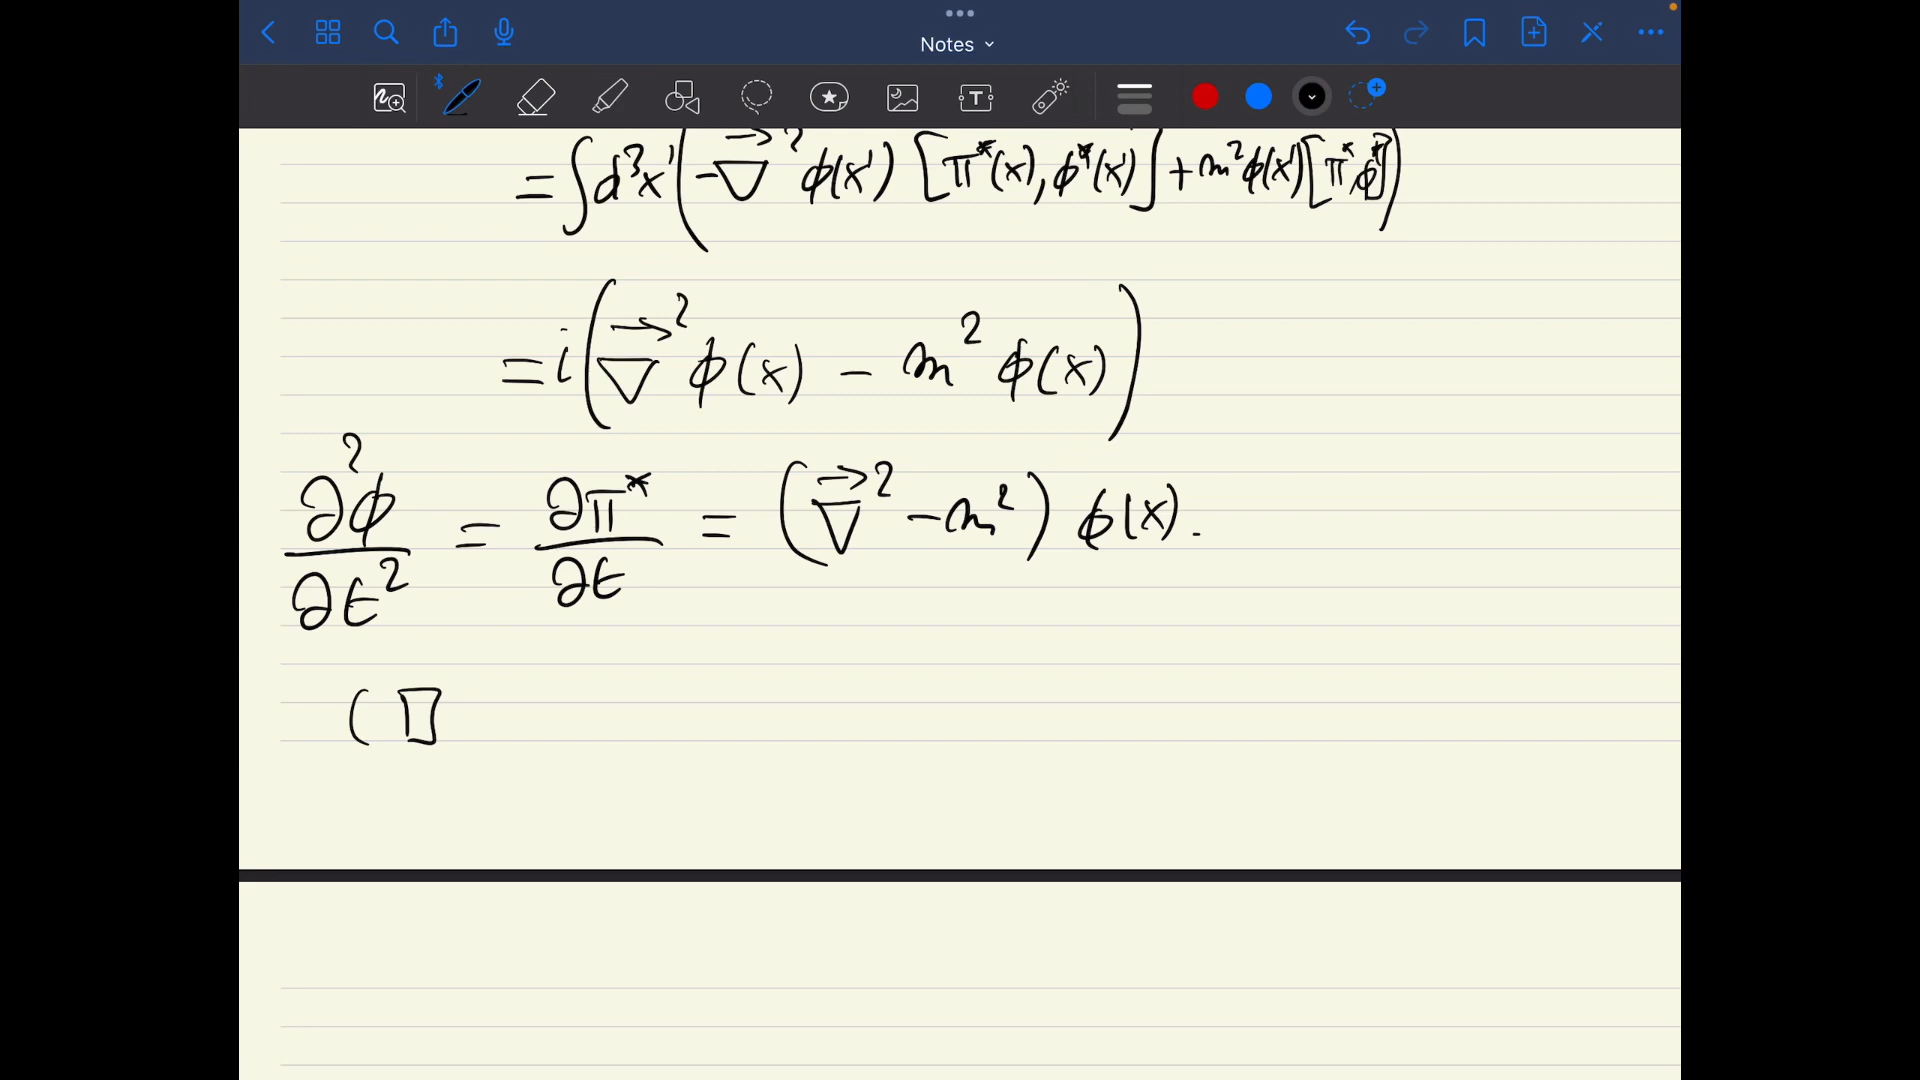 Notes
= ∫ d³x' ( -∇⃗² φ(x') [π*(x), φ*(x')] + m² φ(x') [π*, φ*] )
= i ( ∇⃗² φ(x) - m² φ(x) )
∂²φ/∂t² = ∂π*/∂t = ( ∇⃗² - m² ) φ(x).
( □